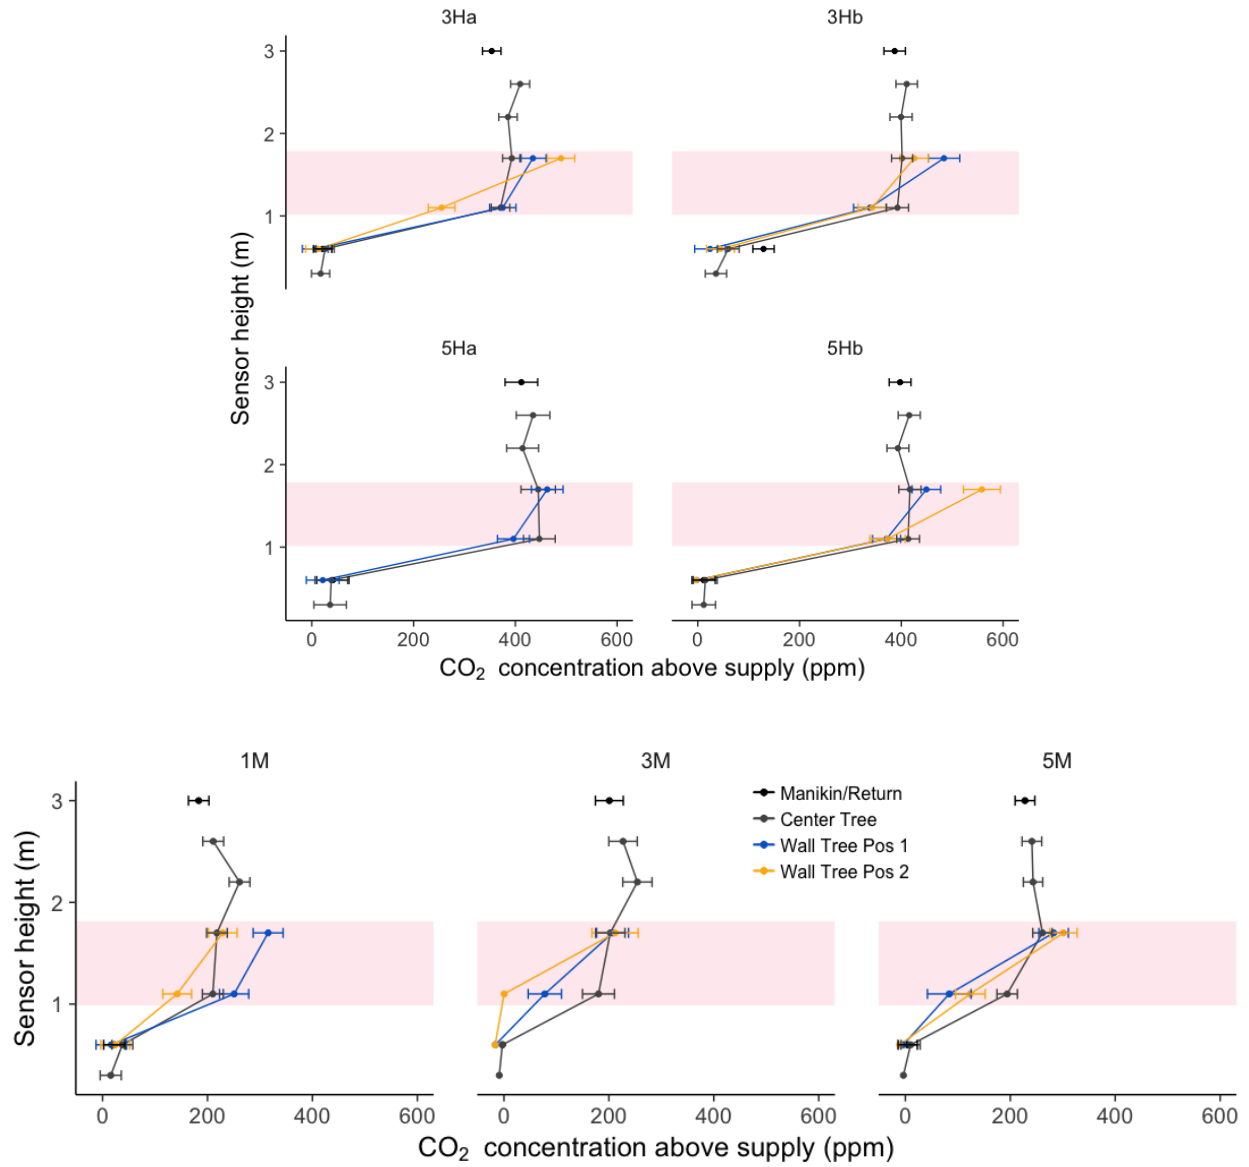 3Ha 3Hb
3
2
1
Sensor height (m)
5Ha 5Hb
3
2
1
0 200 400 600 0 200 400 600
CO₂ concentration above supply (ppm)
1M 3M 5M
3
2
1
Sensor height (m)
Manikin/Return
Center Tree
Wall Tree Pos 1
Wall Tree Pos 2
0 200 400 600 0 200 400 600 0 200 400 600
CO₂ concentration above supply (ppm)